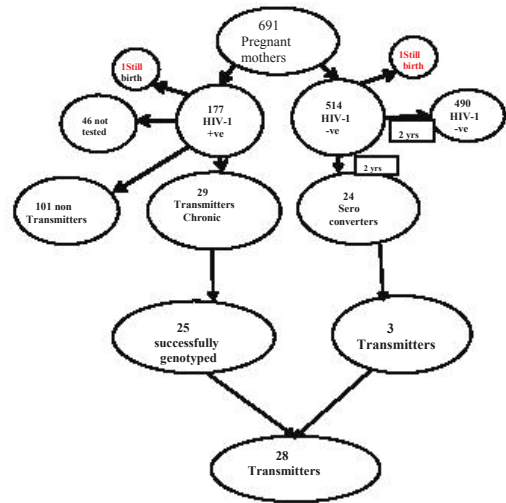 691
Pregnant
mothers
1Still
birth
1Still
birth
46 not
tested
177
HIV-1
+ve
514
HIV-1
-ve
490
HIV-1
-ve
2 yrs
2 yrs
101 non
Transmitters
29
Transmitters
Chronic
24
Sero
converters
25
successfully
genotyped
3
Transmitters
28
Transmitters